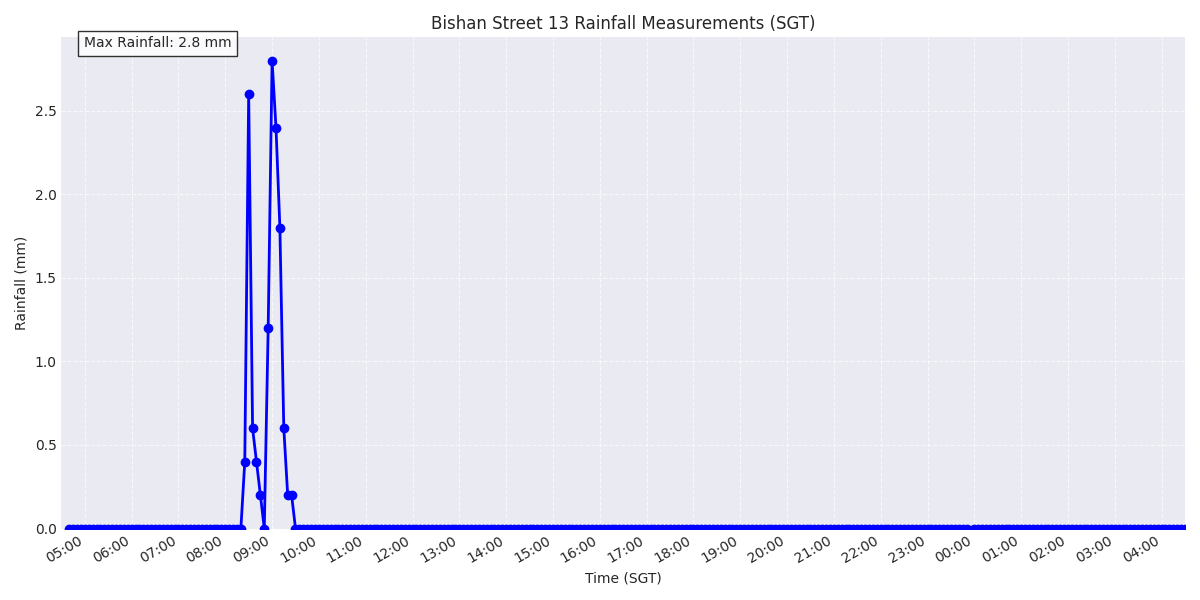 Bishan Street 13 Rainfall Measurements (SGT)
Max Rainfall: 2.8 mm
Rainfall (mm)
2.5
2.0
1.5
1.0
0.5
0.0
05:00 06:00 07:00 08:00 09:00 10:00 11:00 12:00 13:00 14:00 15:00 16:00 17:00 18:00 19:00 20:00 21:00 22:00 23:00 00:00 01:00 02:00 03:00 04:00
Time (SGT)